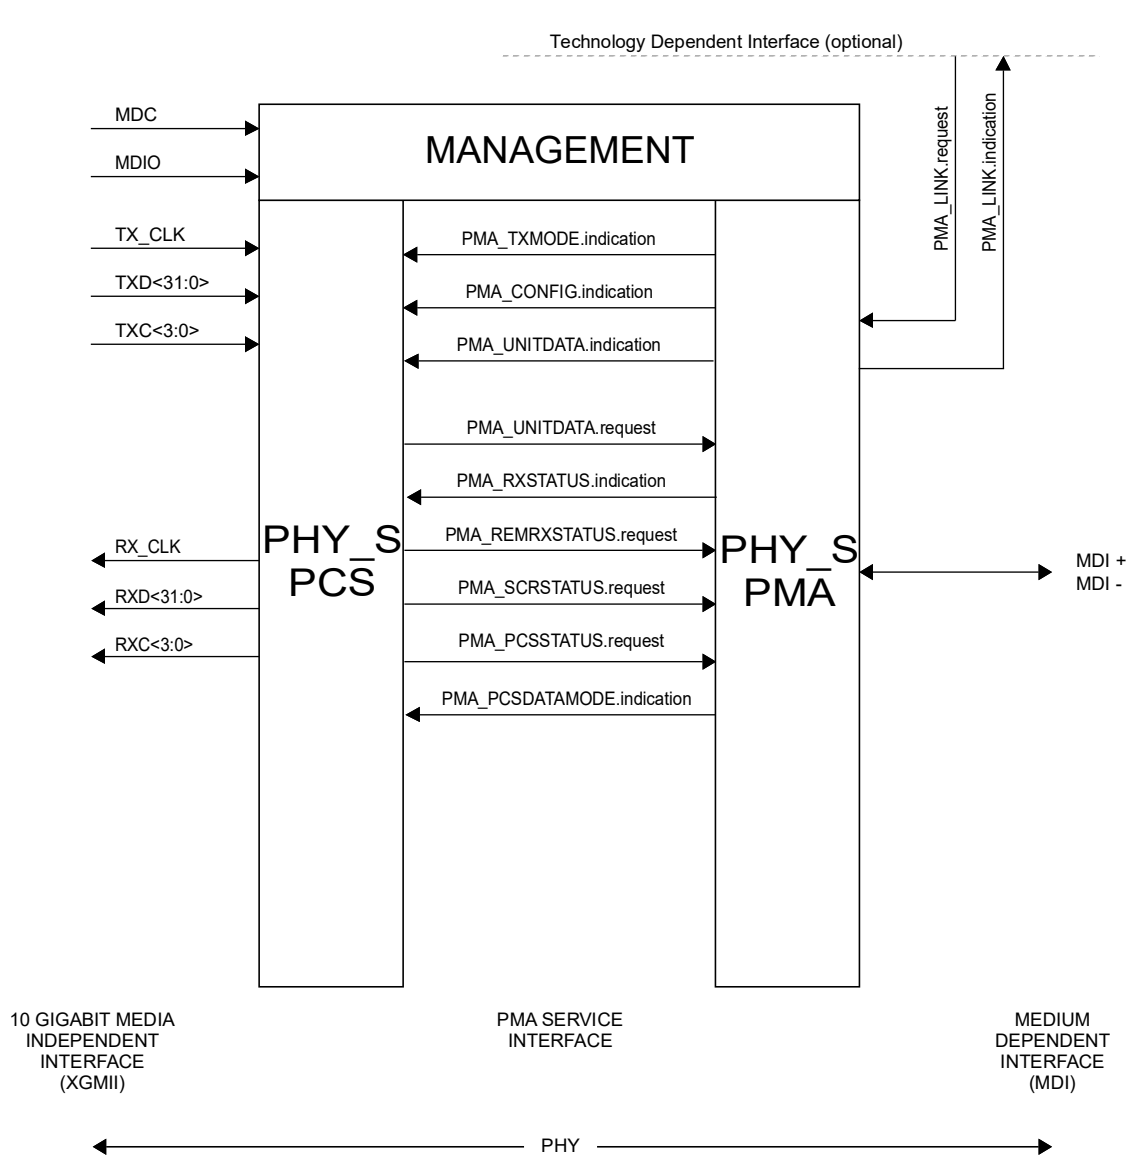 Technology Dependent Interface (optional)
MDC
MDIO
MANAGEMENT
PMA_LINK.request
PMA_LINK.indication
TX_CLK
TXD<31:0>
TXC<3:0>
PMA_TXMODE.indication
PMA_CONFIG.indication
PMA_UNITDATA.indication
PMA_UNITDATA.request
PMA_RXSTATUS.indication
PMA_REMRXSTATUS.request
PMA_SCRSTATUS.request
PMA_PCSSTATUS.request
PMA_PCSDATAMODE.indication
RX_CLK
RXD<31:0>
RXC<3:0>
PHY_S
PCS
PHY_S
PMA
MDI +
MDI -
10 GIGABIT MEDIA
INDEPENDENT
INTERFACE
(XGMII)
PMA SERVICE
INTERFACE
MEDIUM
DEPENDENT
INTERFACE
(MDI)
PHY